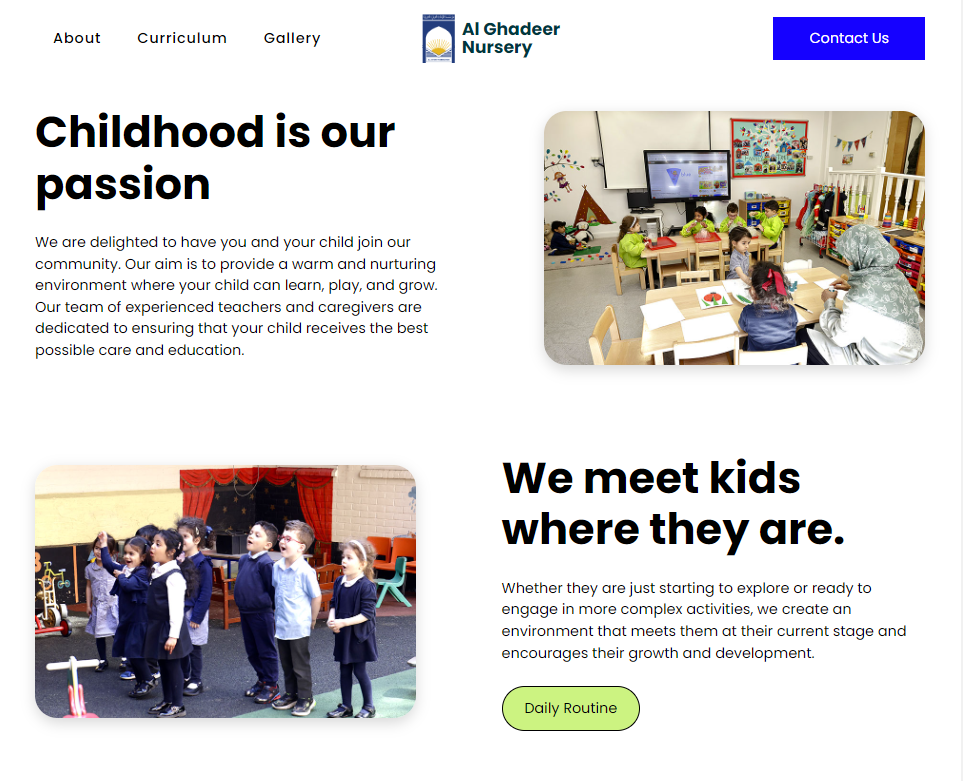 About
Curriculum
Gallery
Al Ghadeer
Nursery
Contact Us
Childhood is our
passion
We are delighted to have you and your child join our
community. Our aim is to provide a warm and nurturing
environment where your child can learn, play, and grow.
Our team of experienced teachers and caregivers are
dedicated to ensuring that your child receives the best
possible care and education.
We meet kids
where they are.
Whether they are just starting to explore or ready to
engage in more complex activities, we create an
environment that meets them at their current stage and
encourages their growth and development.
Daily Routine